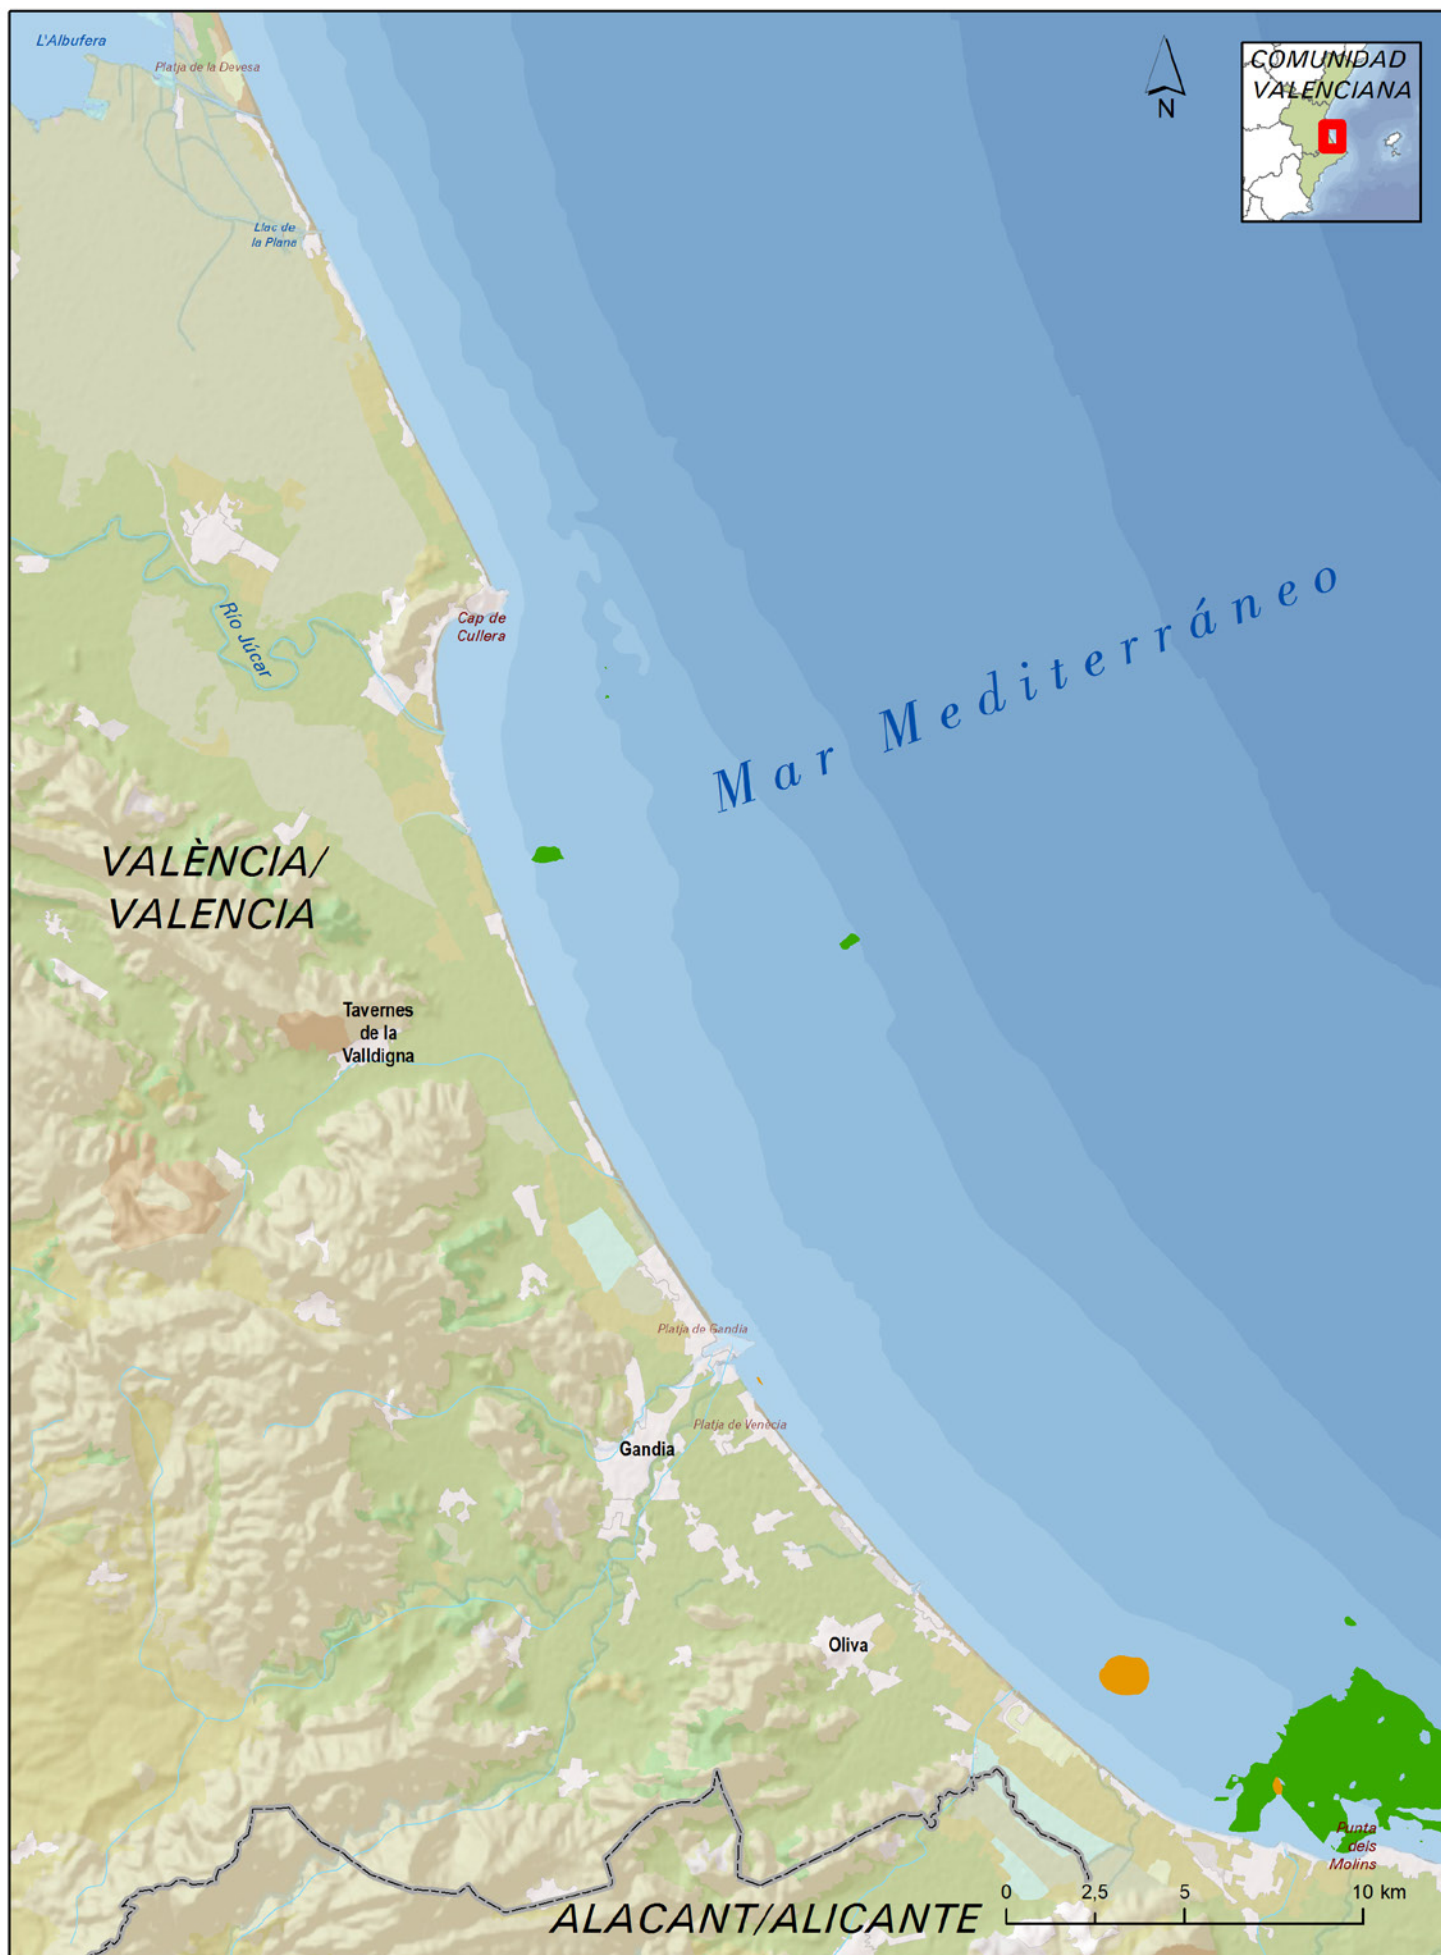 L'Albufera
Platja de la Devesa
COMUNIDAD
VALENCIANA
N
Llac de
la Plana
Cap de
Cullera
Río Júcar
Mar Mediterráneo
VALÈNCIA/
VALENCIA
Tavernes
de la
Valldigna
Platja de Gandia
Platja de Venècia
Gandia
Oliva
Punta
dels
Molins
ALACANT/ALICANTE
0 2,5 5 10 km